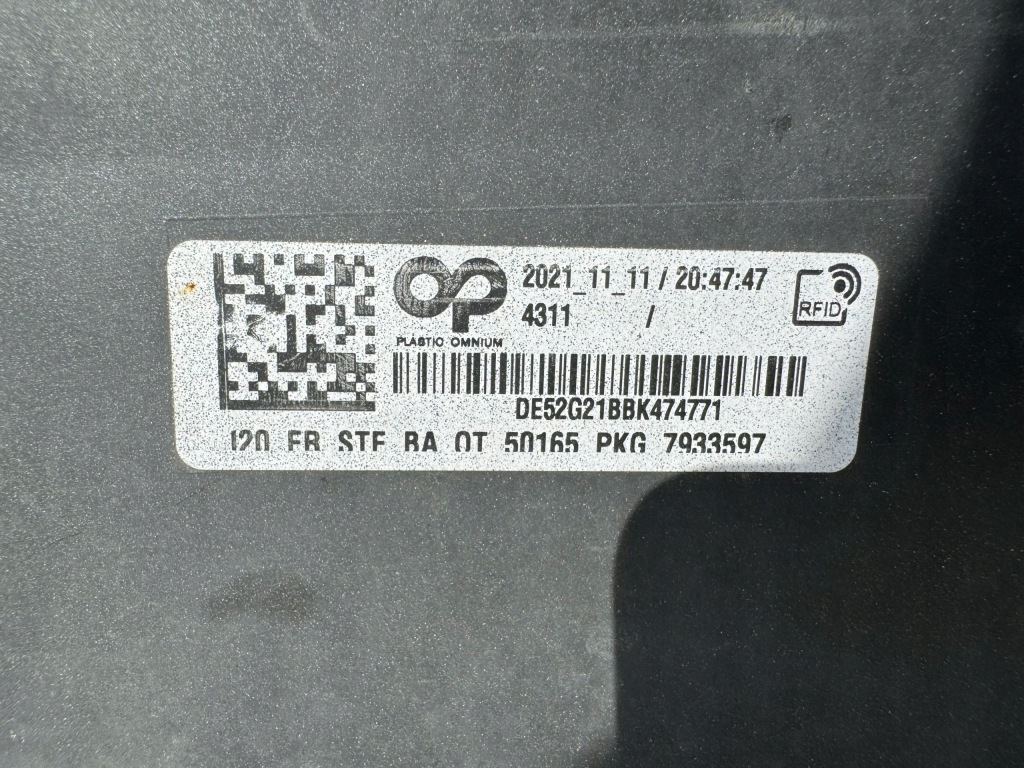 2021_11_11 / 20:47:47
4311 /
RFID
PLASTIC OMNIUM
DE52G21BBK474771
I20 FR STF BA OT 50165 PKG 7933597